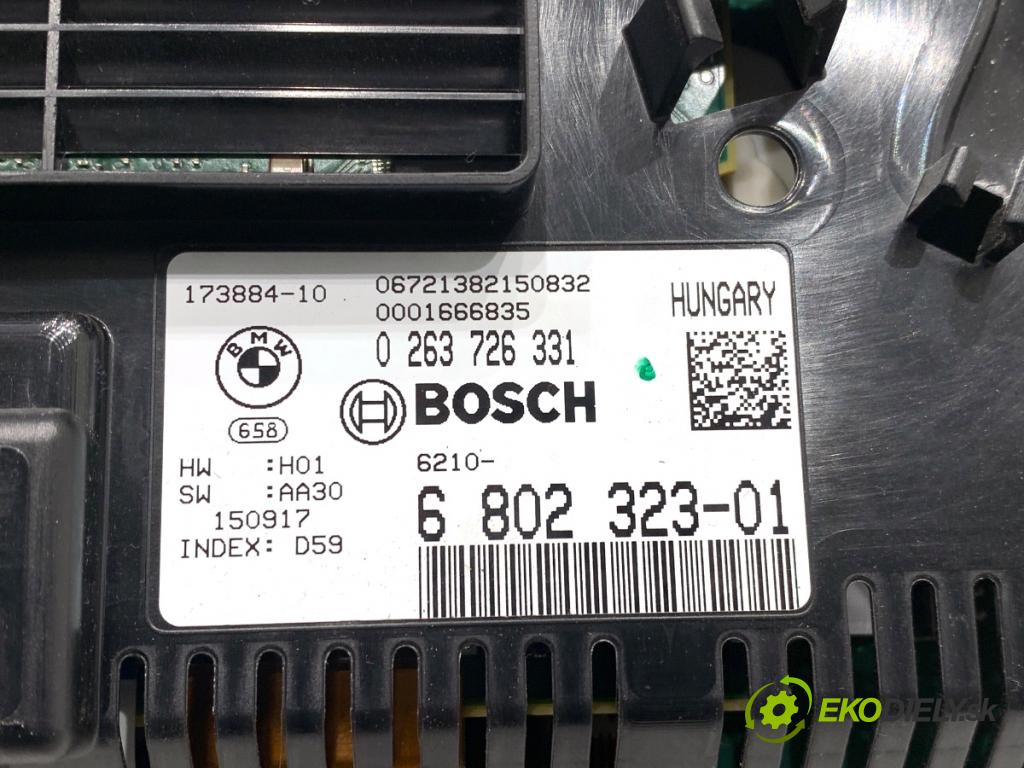 173884-10
06721382150832
0001666835
HUNGARY
0 263 726 331
BMW
BOSCH
658
HW :H01
SW :AA30
150917
INDEX: D59
6210-
6 802 323-01
EKODIELY.sk